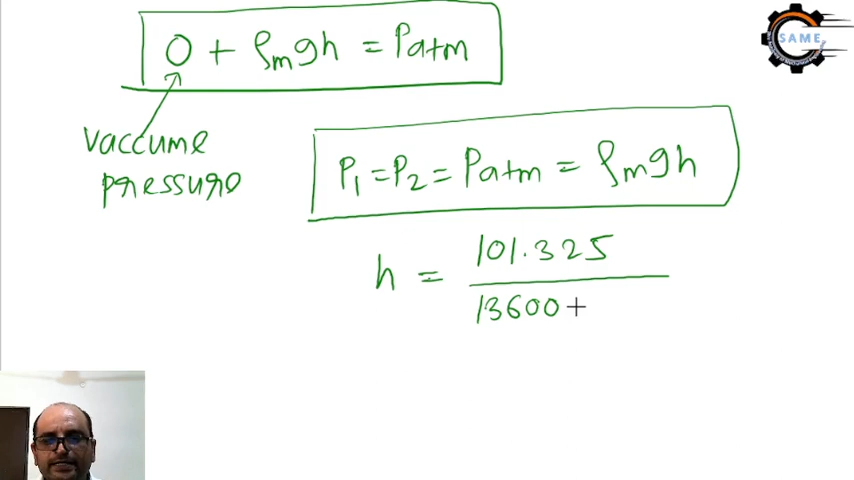 0 + ρmgh = Patm
SAME
vaccume
pressure
P1 = P2 = Patm = ρmgh
h = 101.325
13600 +